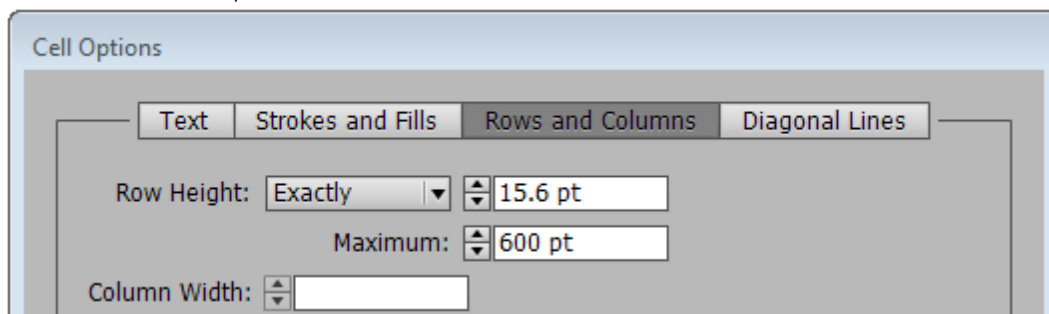 Cell Options
Text Strokes and Fills Rows and Columns Diagonal Lines
Row Height: Exactly 15.6 pt
Maximum: 600 pt
Column Width: